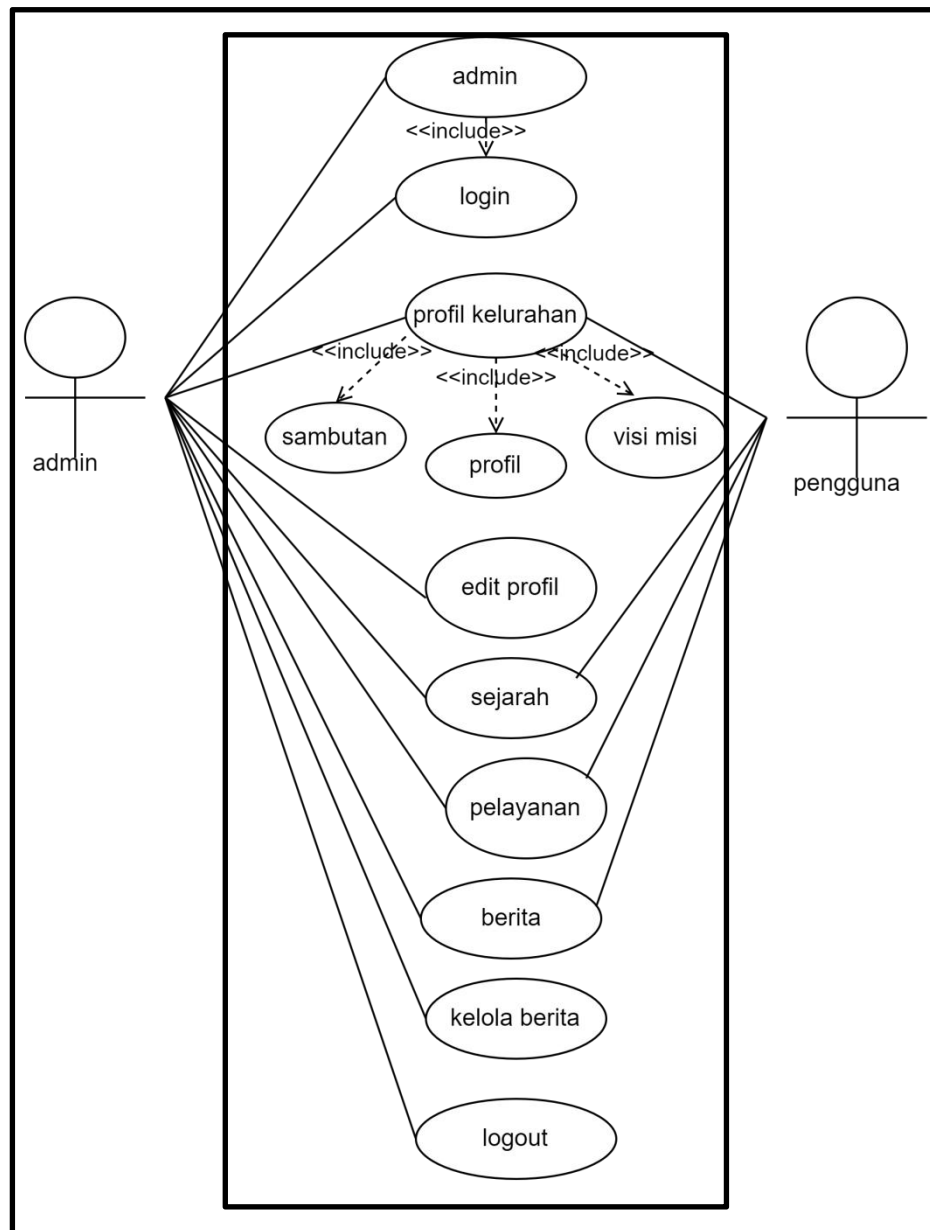 admin
<<include>>
login
profil kelurahan
<<include>>
<<include>>
<<include>>
sambutan
profil
visi misi
admin
pengguna
edit profil
sejarah
pelayanan
berita
kelola berita
logout